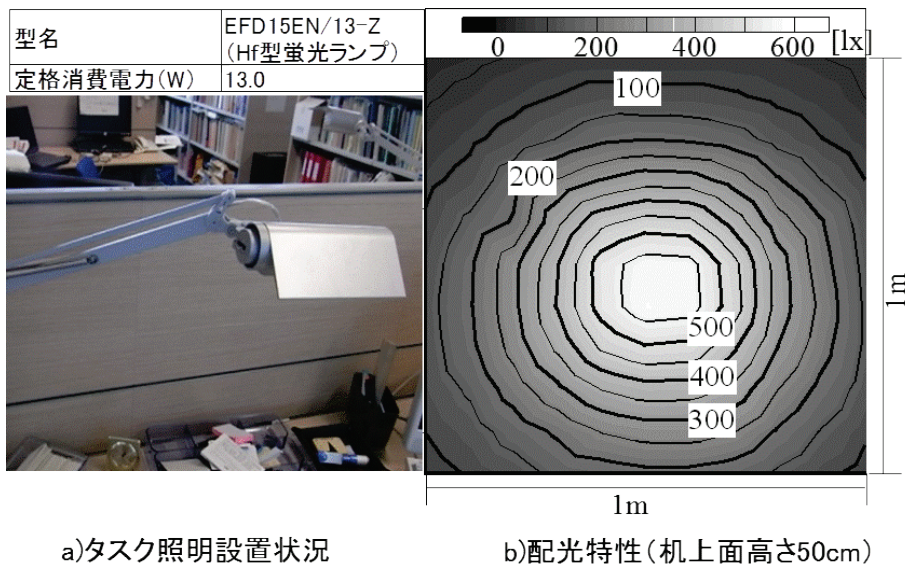 型名
EFD15EN/13-Z
(Hf型蛍光ランプ)
定格消費電力(W)
13.0
0 200 400 600 [lx]
100
200
500
400
300
1m
1m
a)タスク照明設置状況
b)配光特性(机上面高さ50cm)